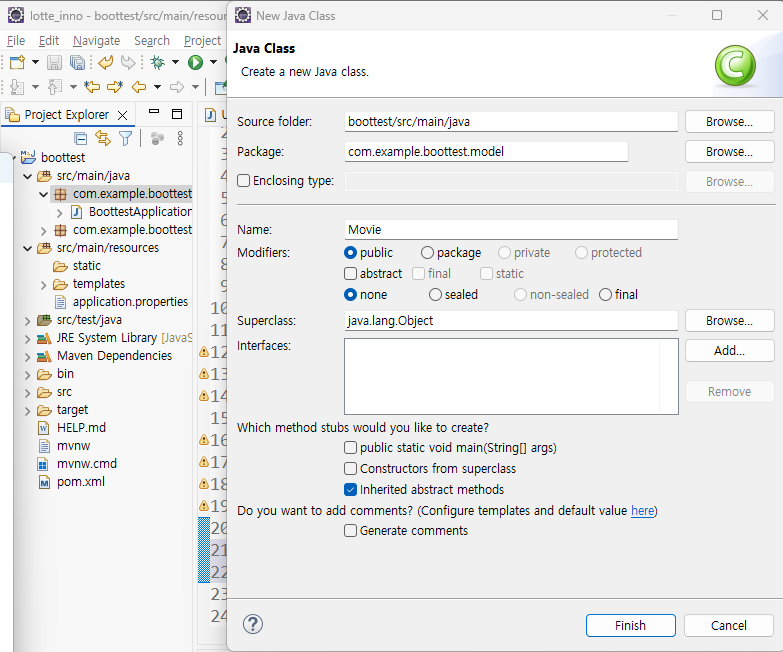 lotte_inno - boottest/src/main/resour
File Edit Navigate Search Project
Project Explorer
boottest
src/main/java
com.example.boottest
BoottestApplication
com.example.boottest
src/main/resources
static
templates
application.properties
src/test/java
JRE System Library [JavaS
Maven Dependencies
bin
src
target
HELP.md
mvnw
mvnw.cmd
pom.xml
8
9
10
11
12
13
14
15
16
17
18
19
20
21
22
23
24
New Java Class
Java Class
Create a new Java class.
Source folder: boottest/src/main/java Browse...
Package: com.example.boottest.model Browse...
Enclosing type: Browse...
Name: Movie
Modifiers: public package private protected
abstract final static
none sealed non-sealed final
Superclass: java.lang.Object Browse...
Interfaces: Add...
Remove
Which method stubs would you like to create?
public static void main(String[] args)
Constructors from superclass
Inherited abstract methods
Do you want to add comments? (Configure templates and default value here)
Generate comments
Finish Cancel